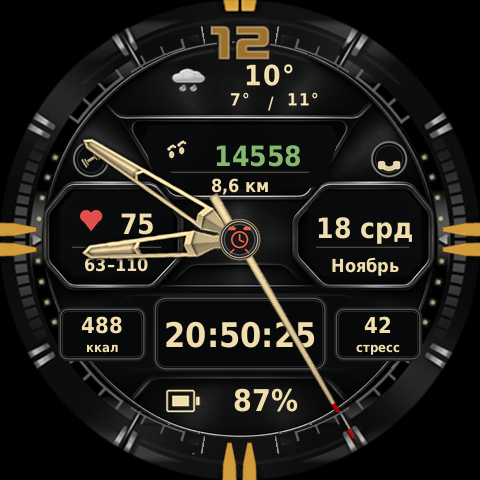 12
10°
7° / 11°
14558
8,6 км
75
63–110
18 срд
Ноябрь
488
ккал
20:50:25
42
стресс
87%